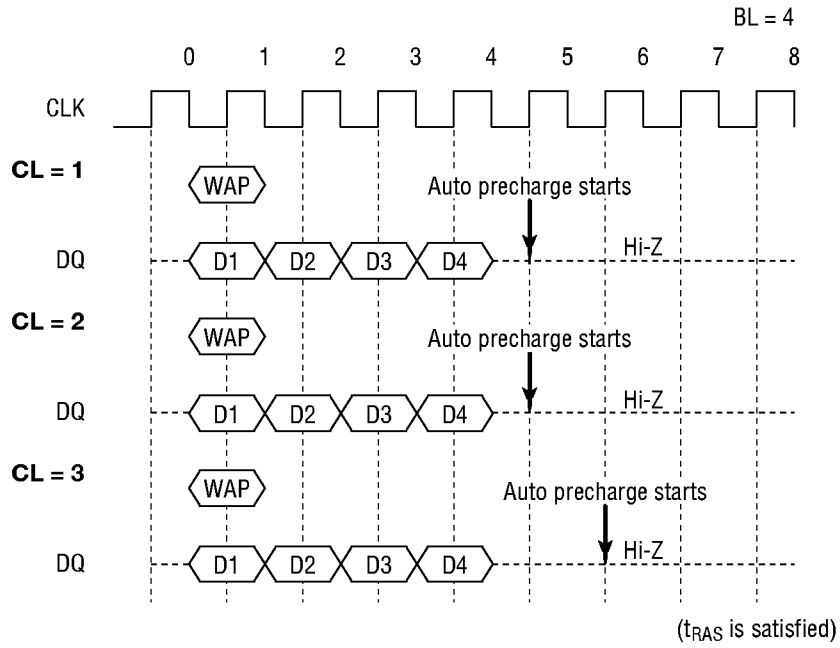 BL = 4
0 1 2 3 4 5 6 7 8
CLK
CL = 1
WAP
Auto precharge starts
DQ D1 D2 D3 D4 Hi-Z
CL = 2
WAP
Auto precharge starts
DQ D1 D2 D3 D4 Hi-Z
CL = 3
WAP
Auto precharge starts
DQ D1 D2 D3 D4 Hi-Z
(tRAS is satisfied)